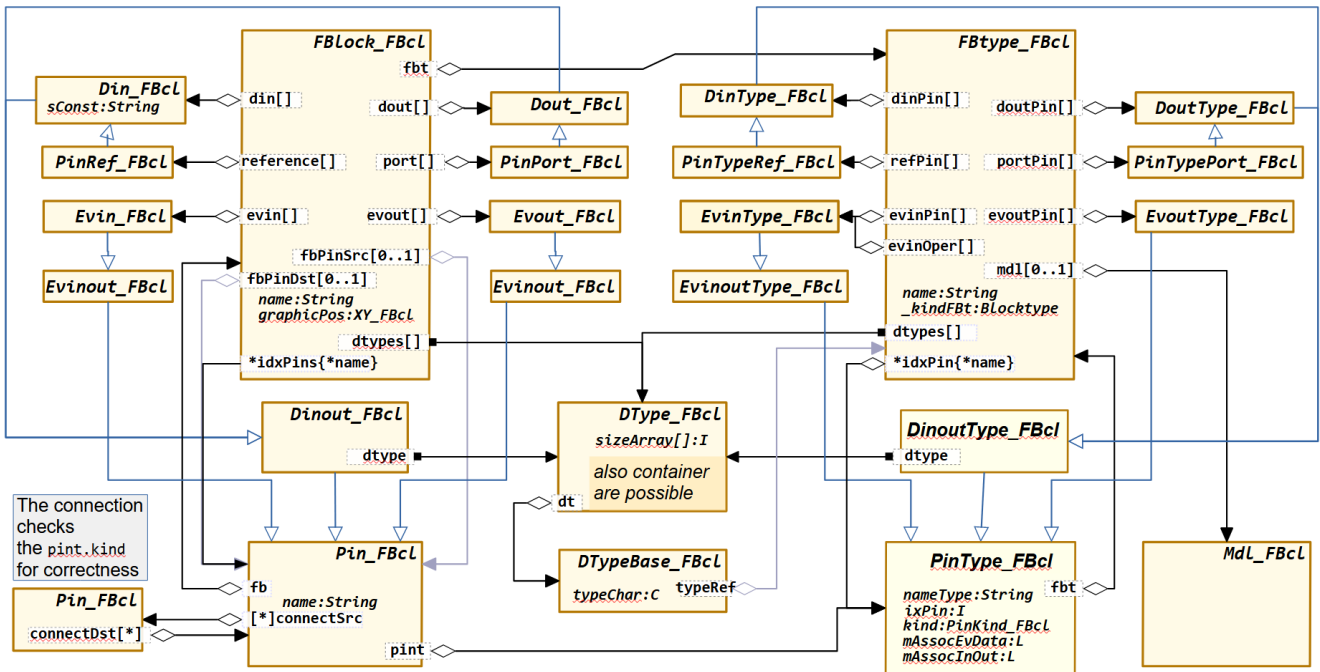 FBlock_FBcl
fbt
din[]
dout[]
reference[]
port[]
evin[]
evout[]
fbPinSrc[0..1]
fbPinDst[0..1]
name:String
graphicPos:XY_FBcl
dtypes[]
*idxPins{*name}
Din_FBcl
sConst:String
PinRef_FBcl
Evin_FBcl
Evinout_FBcl
Dout_FBcl
PinPort_FBcl
Evout_FBcl
Evinout_FBcl
FBtype_FBcl
dinPin[]
doutPin[]
refPin[]
portPin[]
evinPin[]
evoutPin[]
evinOper[]
mdl[0..1]
name:String
_kindFBt:Blocktype
dtypes[]
*idxPin{*name}
DinType_FBcl
PinTypeRef_FBcl
EvinType_FBcl
EvinoutType_FBcl
DoutType_FBcl
PinTypePort_FBcl
EvoutType_FBcl
Dinout_FBcl
dtype
DType_FBcl
sizeArray[]:I
also container
are possible
dt
DinoutType_FBcl
dtype
The connection
checks
the pint.kind
for correctness
Pin_FBcl
connectDst[*]
Pin_FBcl
fb
name:String
[*]connectSrc
pint
DTypeBase_FBcl
typeChar:C
typeRef
PinType_FBcl
fbt
nameType:String
ixPin:I
kind:PinKind_FBcl
mAssocEvData:L
mAssocInOut:L
Mdl_FBcl